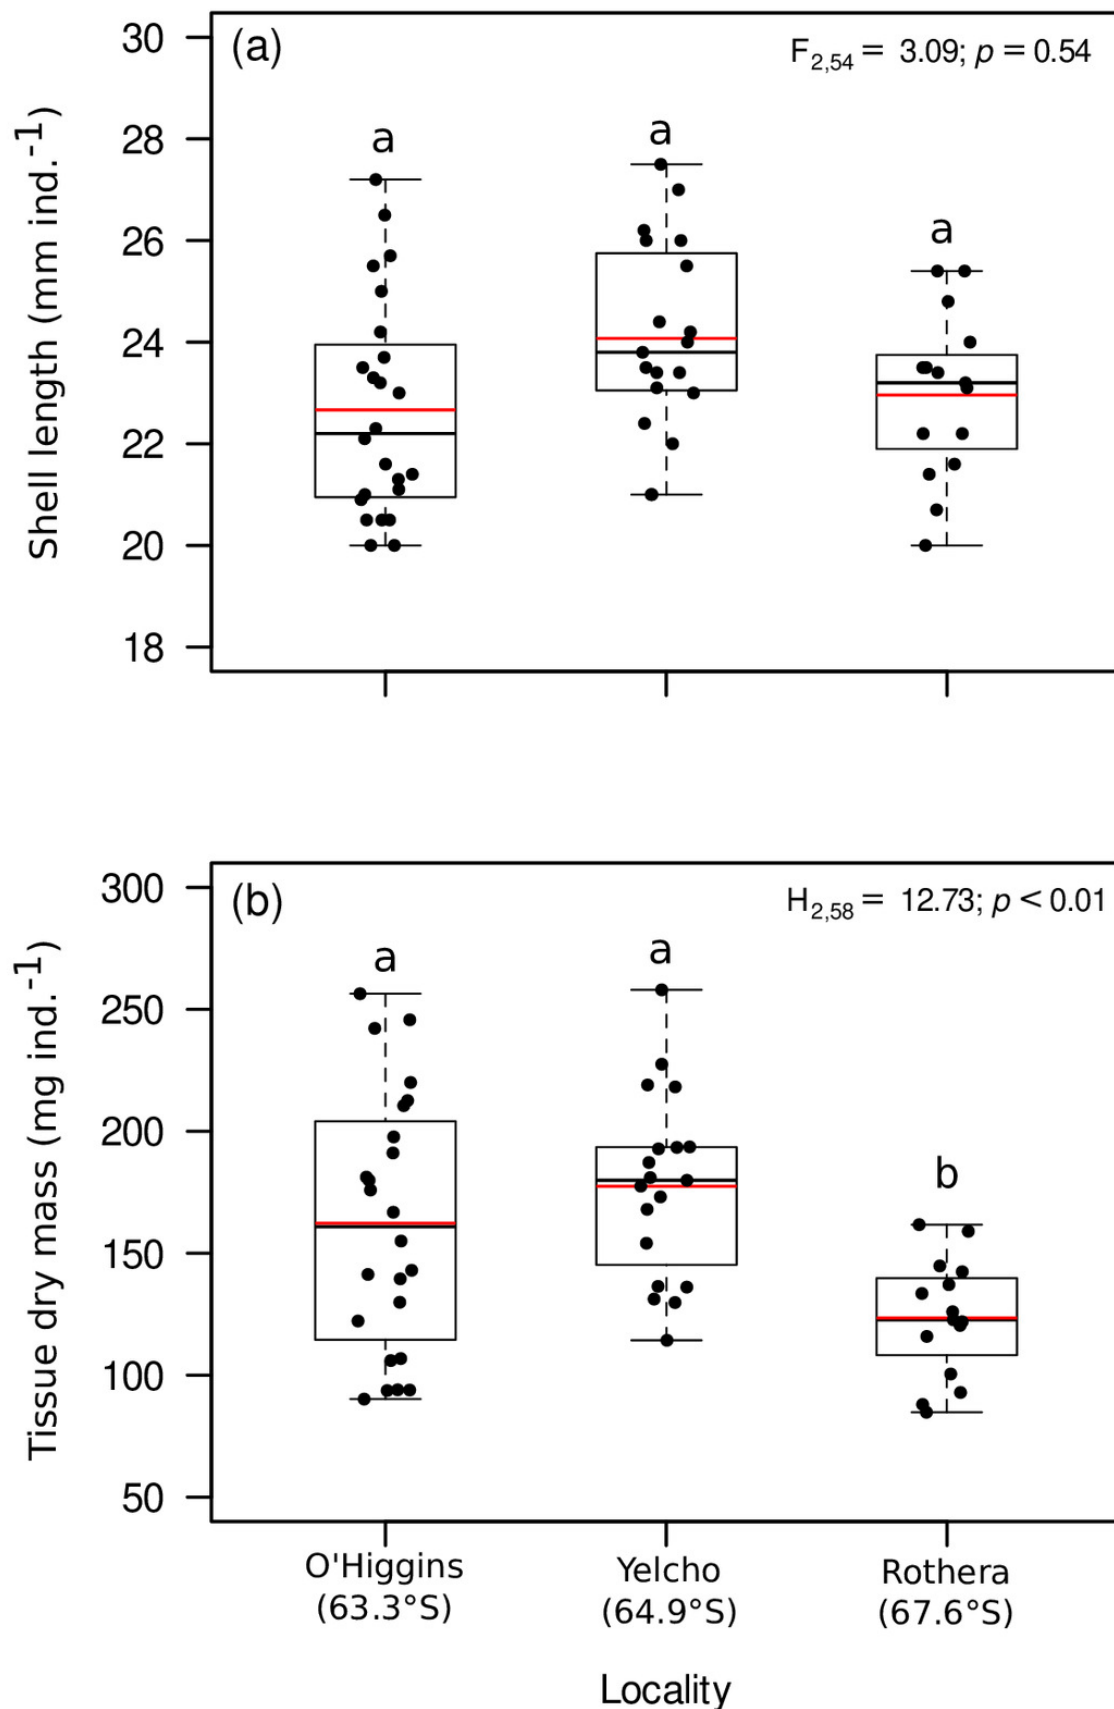 (a)
F2,54 = 3.09; p = 0.54
30
28
26
24
22
20
18
Shell length (mm ind.-1)
a
a
a
(b)
H2,58 = 12.73; p < 0.01
300
250
200
150
100
50
Tissue dry mass (mg ind.-1)
a
a
b
O'Higgins
(63.3°S)
Yelcho
(64.9°S)
Rothera
(67.6°S)
Locality